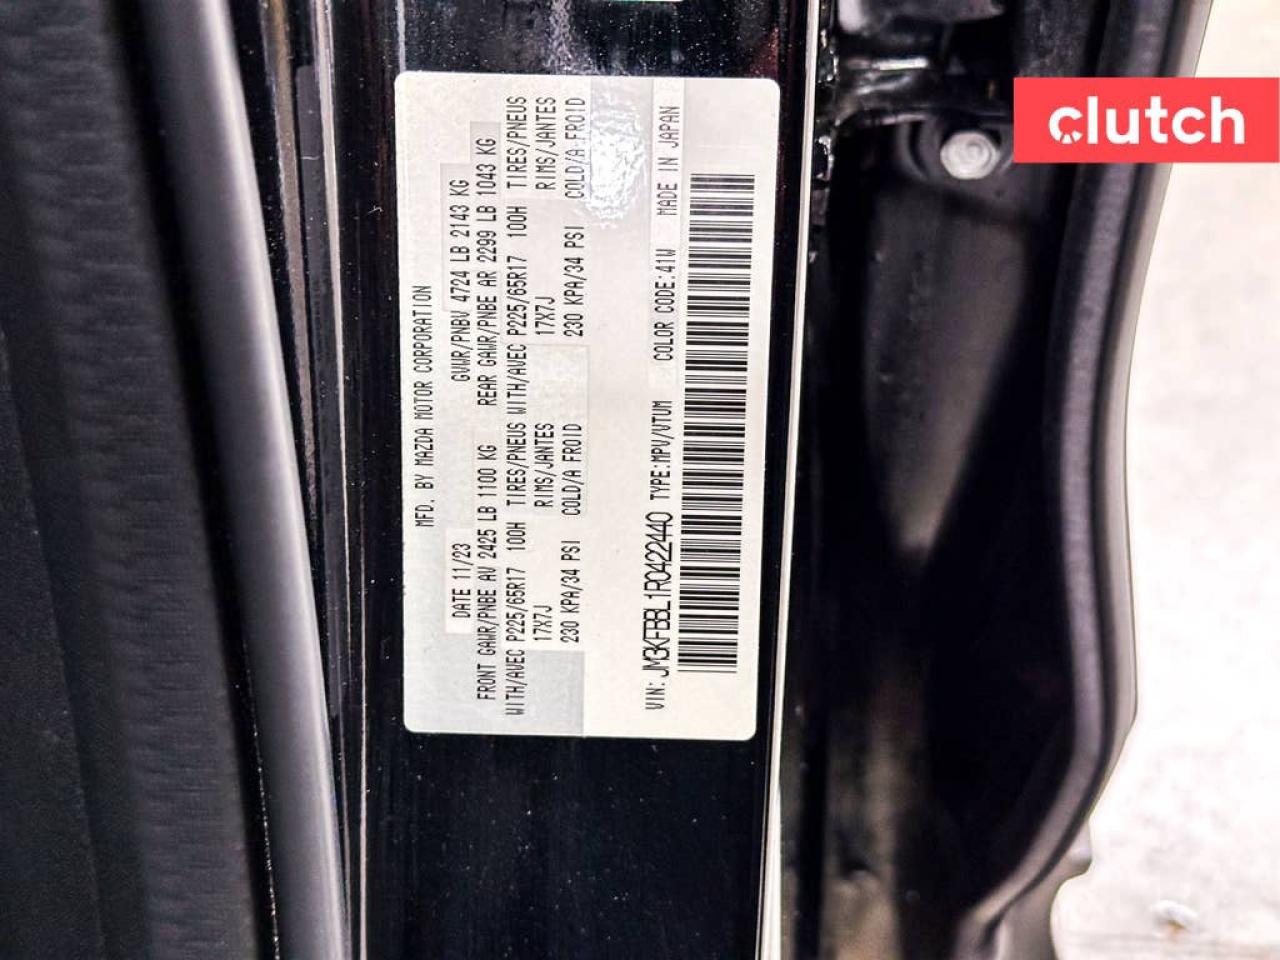 clutch
MFD. BY MAZDA MOTOR CORPORATION
DATE 11/23 GVWR/PNBV 4724 LB 2143 KG
FRONT GAWR/PNBE AV 2425 LB 1100 KG REAR GAWR/PNBE AR 2299 LB 1043 KG
WITH/AVEC P225/65R17 100H TIRES/PNEUS WITH/AVEC P225/65R17 100H TIRES/PNEUS
17X7J RIMS/JANTES 17X7J RIMS/JANTES
230 KPA/34 PSI COLD/A FROID 230 KPA/34 PSI COLD/A FROID
VIN: JM3KFBBL1R0422440 TYPE:MPV/VTUM COLOR CODE:41W MADE IN JAPAN